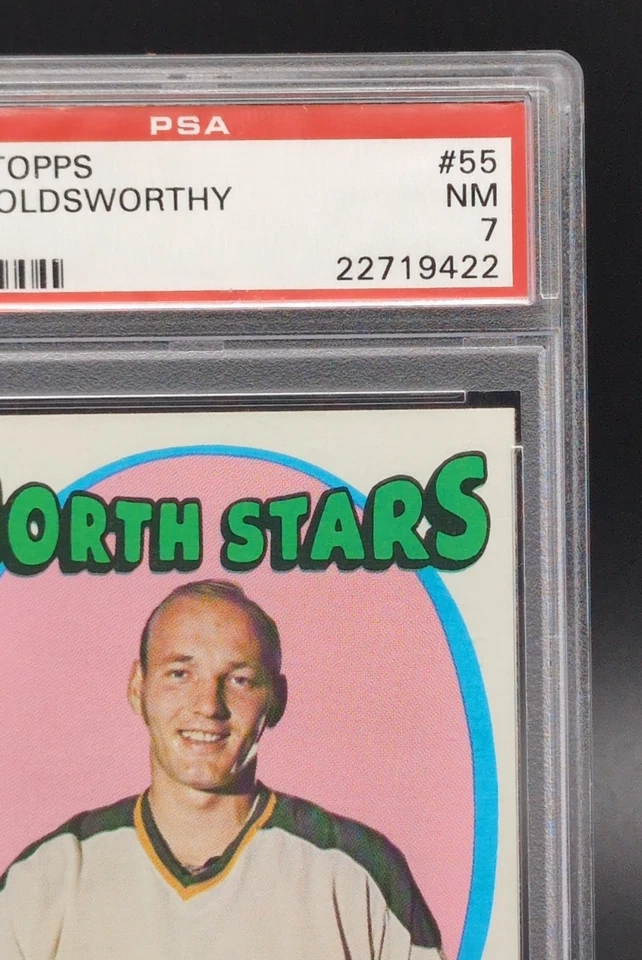 PSA
TOPPS #55
OLDSWORTHY NM
7
22719422
ORTH STARS